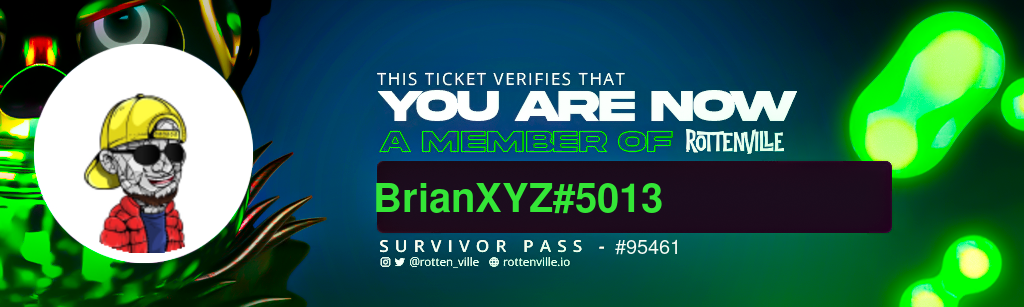 THIS TICKET VERIFIES THAT
YOU ARE NOW
A MEMBER OF ROTTENVILLE
BrianXYZ#5013
SURVIVOR PASS - #95461
@rotten_ville rottenville.io